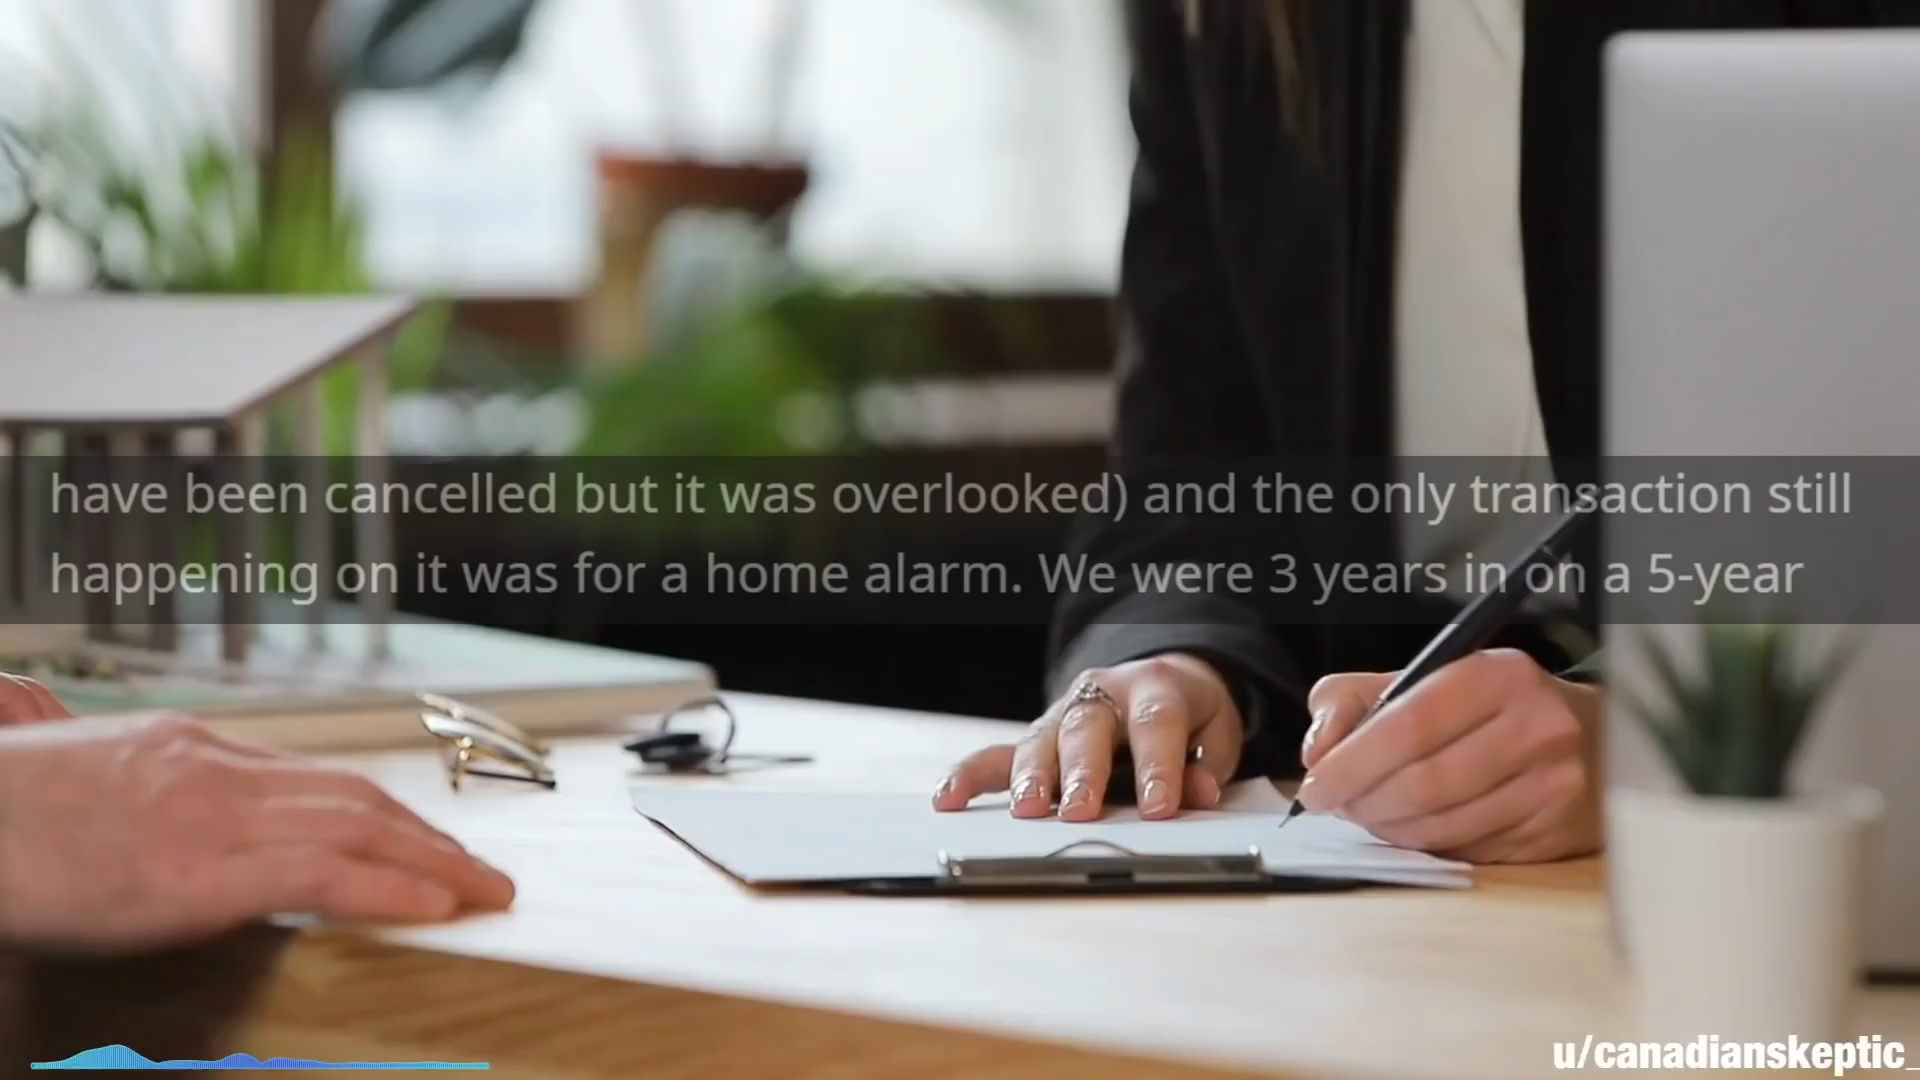 have been cancelled but it was overlooked) and the only transaction still
happening on it was for a home alarm. We were 3 years in on a 5-year
u/canadianskeptic_